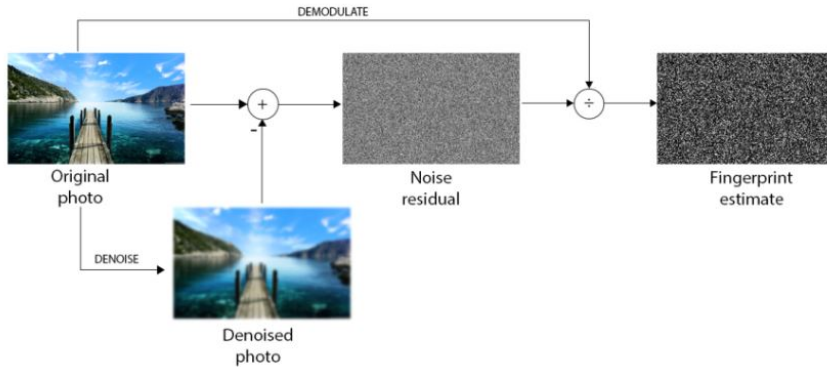 DEMODULATE
+
÷
-
Original
photo
Noise
residual
Fingerprint
estimate
DENOISE
Denoised
photo